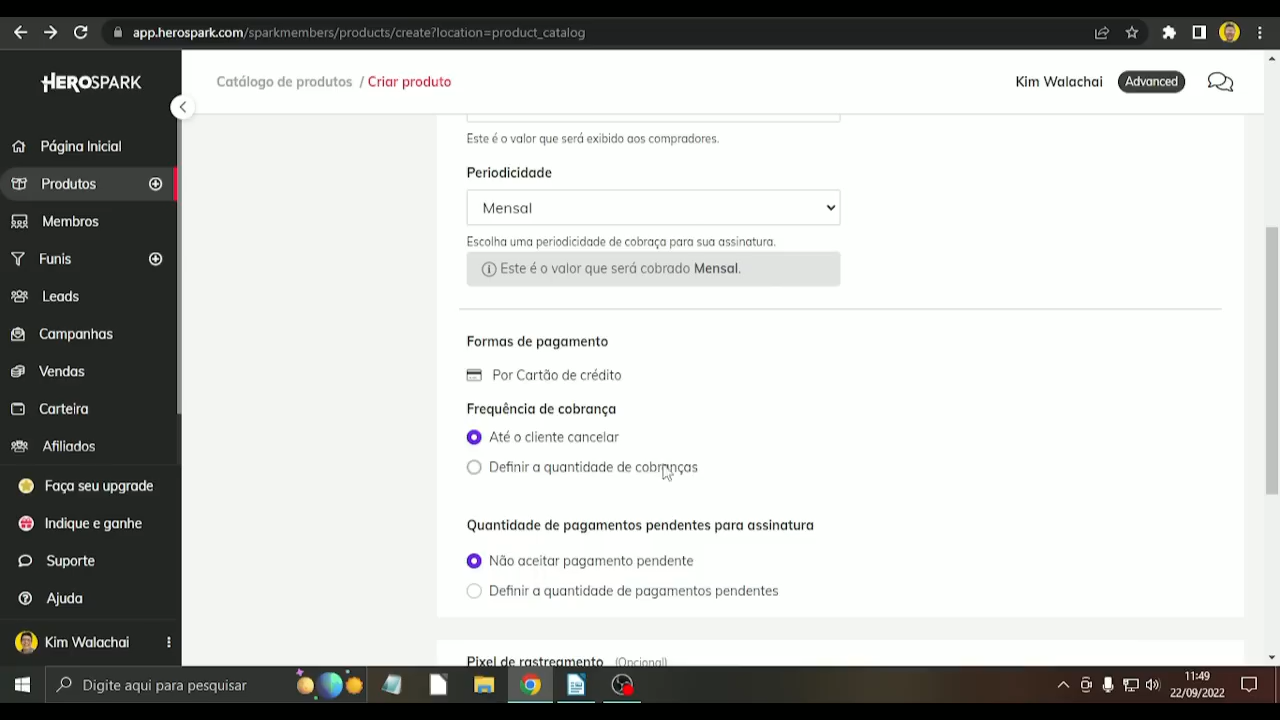 app.herospark.com/sparkmembers/products/create?location=product_catalog
HEROSPARK
Catálogo de produtos / Criar produto
Kim Walachai
Advanced
Página Inicial
Produtos
Membros
Funis
Leads
Campanhas
Vendas
Carteira
Afiliados
Faça seu upgrade
Indique e ganhe
Suporte
Ajuda
Kim Walachai
Este é o valor que será exibido aos compradores.
Periodicidade
Mensal
Escolha uma periodicidade de cobraça para sua assinatura.
Este é o valor que será cobrado Mensal.
Formas de pagamento
Por Cartão de crédito
Frequência de cobrança
Até o cliente cancelar
Definir a quantidade de cobranças
Quantidade de pagamentos pendentes para assinatura
Não aceitar pagamento pendente
Definir a quantidade de pagamentos pendentes
Pixel de rastreamento (Opcional)
Digite aqui para pesquisar
11:49
22/09/2022